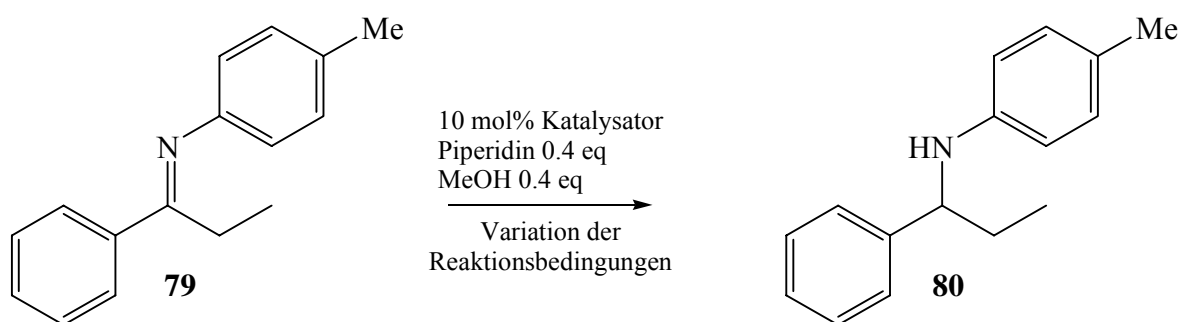 Me
N
79
10 mol% Katalysator
Piperidin 0.4 eq
MeOH 0.4 eq
Variation der
Reaktionsbedingungen
Me
HN
80